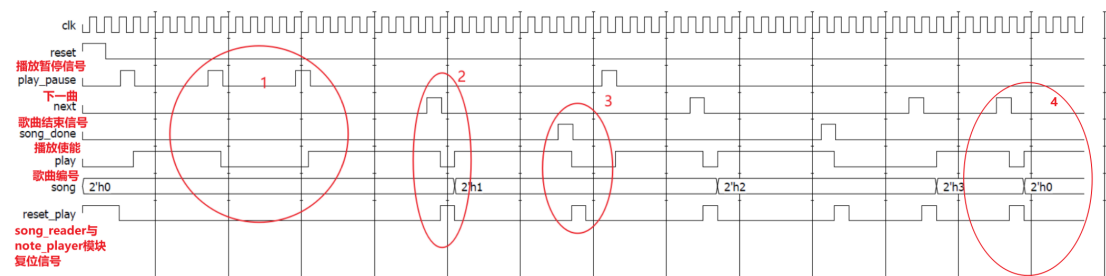 clk
reset
播放暂停信号
play_pause
1
2
下一曲
next
3
4
歌曲结束信号
song_done
播放使能
play
歌曲编号
song 2'h0 2'h1 2'h2 2'h3 2'h0
reset_play
song_reader与
note_player模块
复位信号